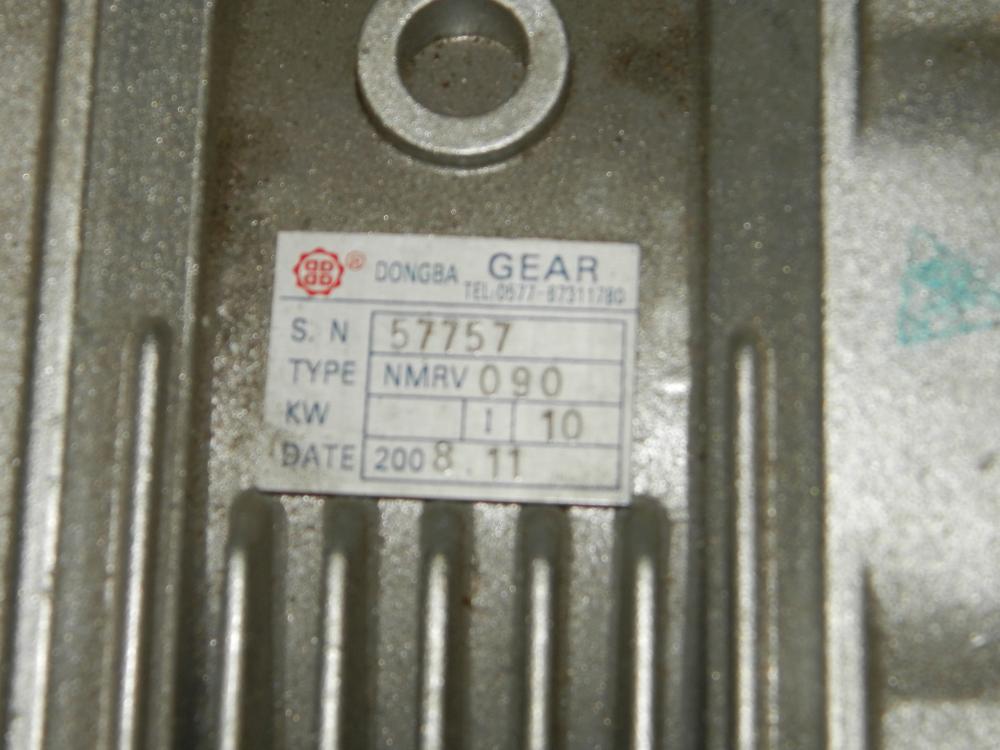 ® DONGBA GEAR
TEL:0577-87311780
S. N 57757
TYPE NMRV 090
KW I 10
DATE 2008.11